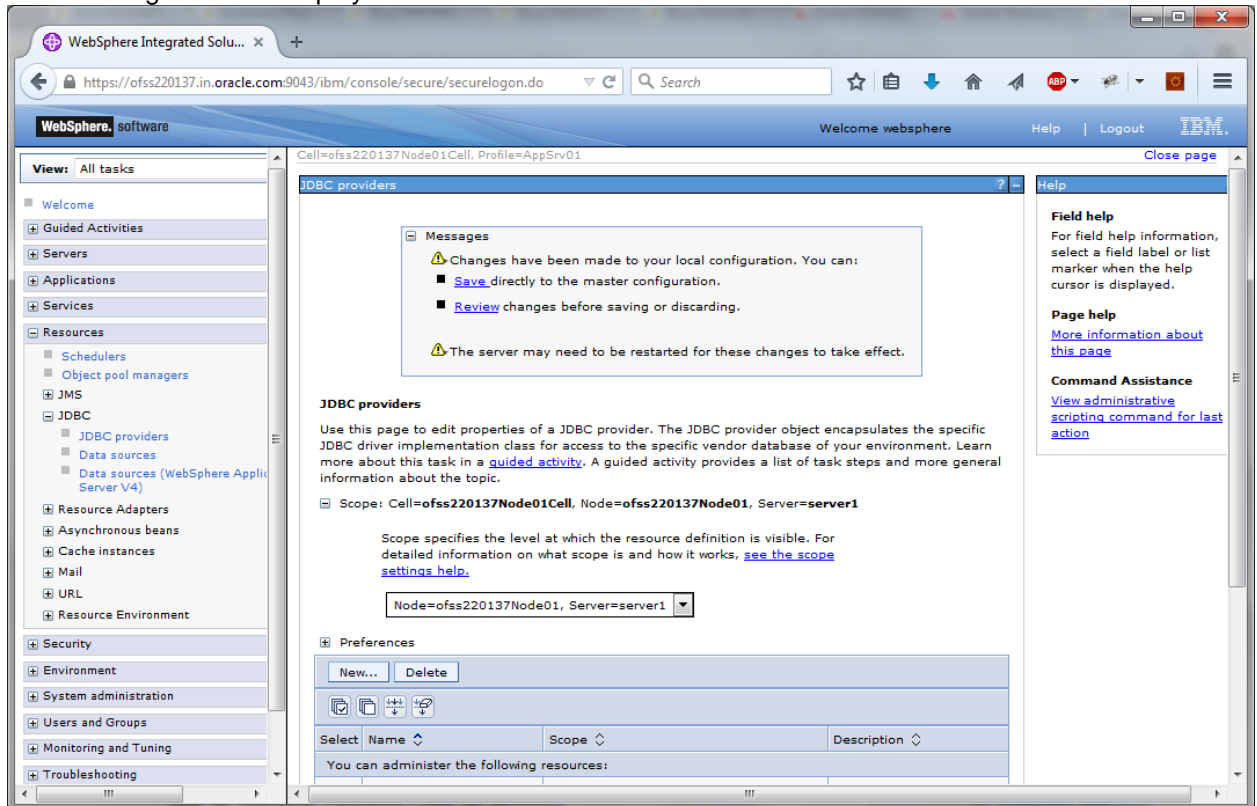 WebSphere Integrated Solu...
https://ofss220137.in.oracle.com:9043/ibm/console/secure/securelogon.do
Search
ABP
WebSphere. software
Welcome websphere
Help | Logout
IBM.
View: All tasks
Welcome
Guided Activities
Servers
Applications
Services
Resources
Schedulers
Object pool managers
JMS
JDBC
JDBC providers
Data sources
Data sources (WebSphere Applic
Server V4)
Resource Adapters
Asynchronous beans
Cache instances
Mail
URL
Resource Environment
Security
Environment
System administration
Users and Groups
Monitoring and Tuning
Troubleshooting
Cell=ofss220137Node01Cell, Profile=AppSrv01
Close page
JDBC providers
? -
Messages
Changes have been made to your local configuration. You can:
Save directly to the master configuration.
Review changes before saving or discarding.
The server may need to be restarted for these changes to take effect.
JDBC providers
Use this page to edit properties of a JDBC provider. The JDBC provider object encapsulates the specific
JDBC driver implementation class for access to the specific vendor database of your environment. Learn
more about this task in a guided activity. A guided activity provides a list of task steps and more general
information about the topic.
Scope: Cell=ofss220137Node01Cell, Node=ofss220137Node01, Server=server1
Scope specifies the level at which the resource definition is visible. For
detailed information on what scope is and how it works, see the scope
settings help.
Node=ofss220137Node01, Server=server1
Preferences
New... Delete
Select Name Scope Description
You can administer the following resources:
Help
Field help
For field help information,
select a field label or list
marker when the help
cursor is displayed.
Page help
More information about
this page
Command Assistance
View administrative
scripting command for last
action